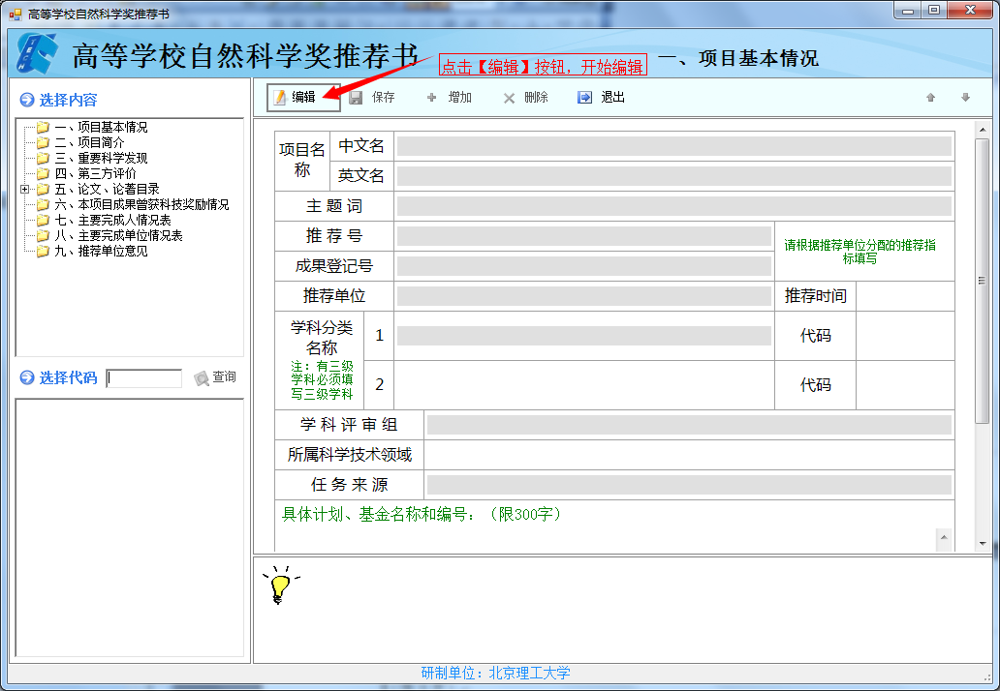 高等学校自然科学奖推荐书
高等学校自然科学奖推荐书
点击【编辑】按钮，开始编辑
一、项目基本情况
选择内容
编辑 保存 增加 删除 退出
一、项目基本情况
二、项目简介
三、重要科学发现
四、第三方评价
五、论文、论著目录
六、本项目成果曾获科技奖励情况
七、主要完成人情况表
八、主要完成单位情况表
九、推荐单位意见
选择代码 查询
项目名
称
中文名
英文名
主 题 词
推 荐 号
请根据推荐单位分配的推荐指
标填写
成果登记号
推荐单位 推荐时间
学科分类
名称
注：有三级
学科必须填
写三级学科
1 代码
2 代码
学 科 评 审 组
所属科学技术领域
任 务 来 源
具体计划、基金名称和编号：（限300字）
研制单位：北京理工大学